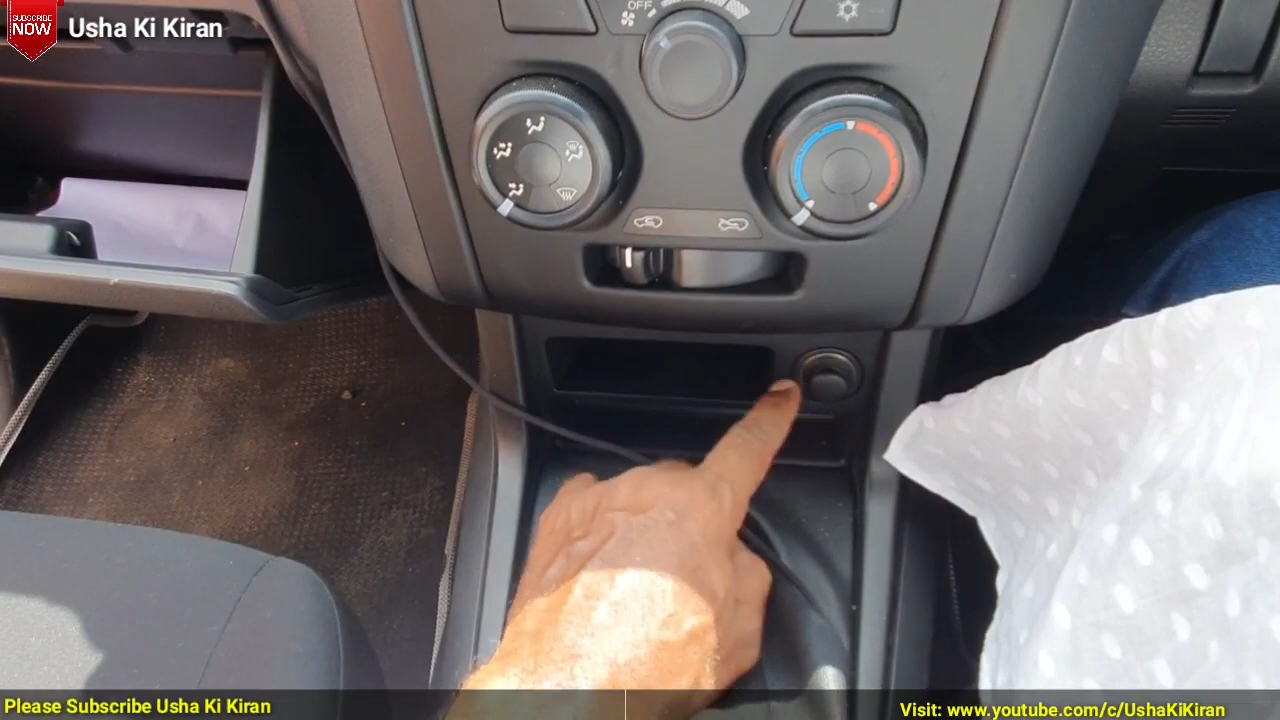 SUBSCRIBE
NOW
Usha Ki Kiran
OFF
Please Subscribe Usha Ki Kiran
Visit: www.youtube.com/c/UshaKiKiran